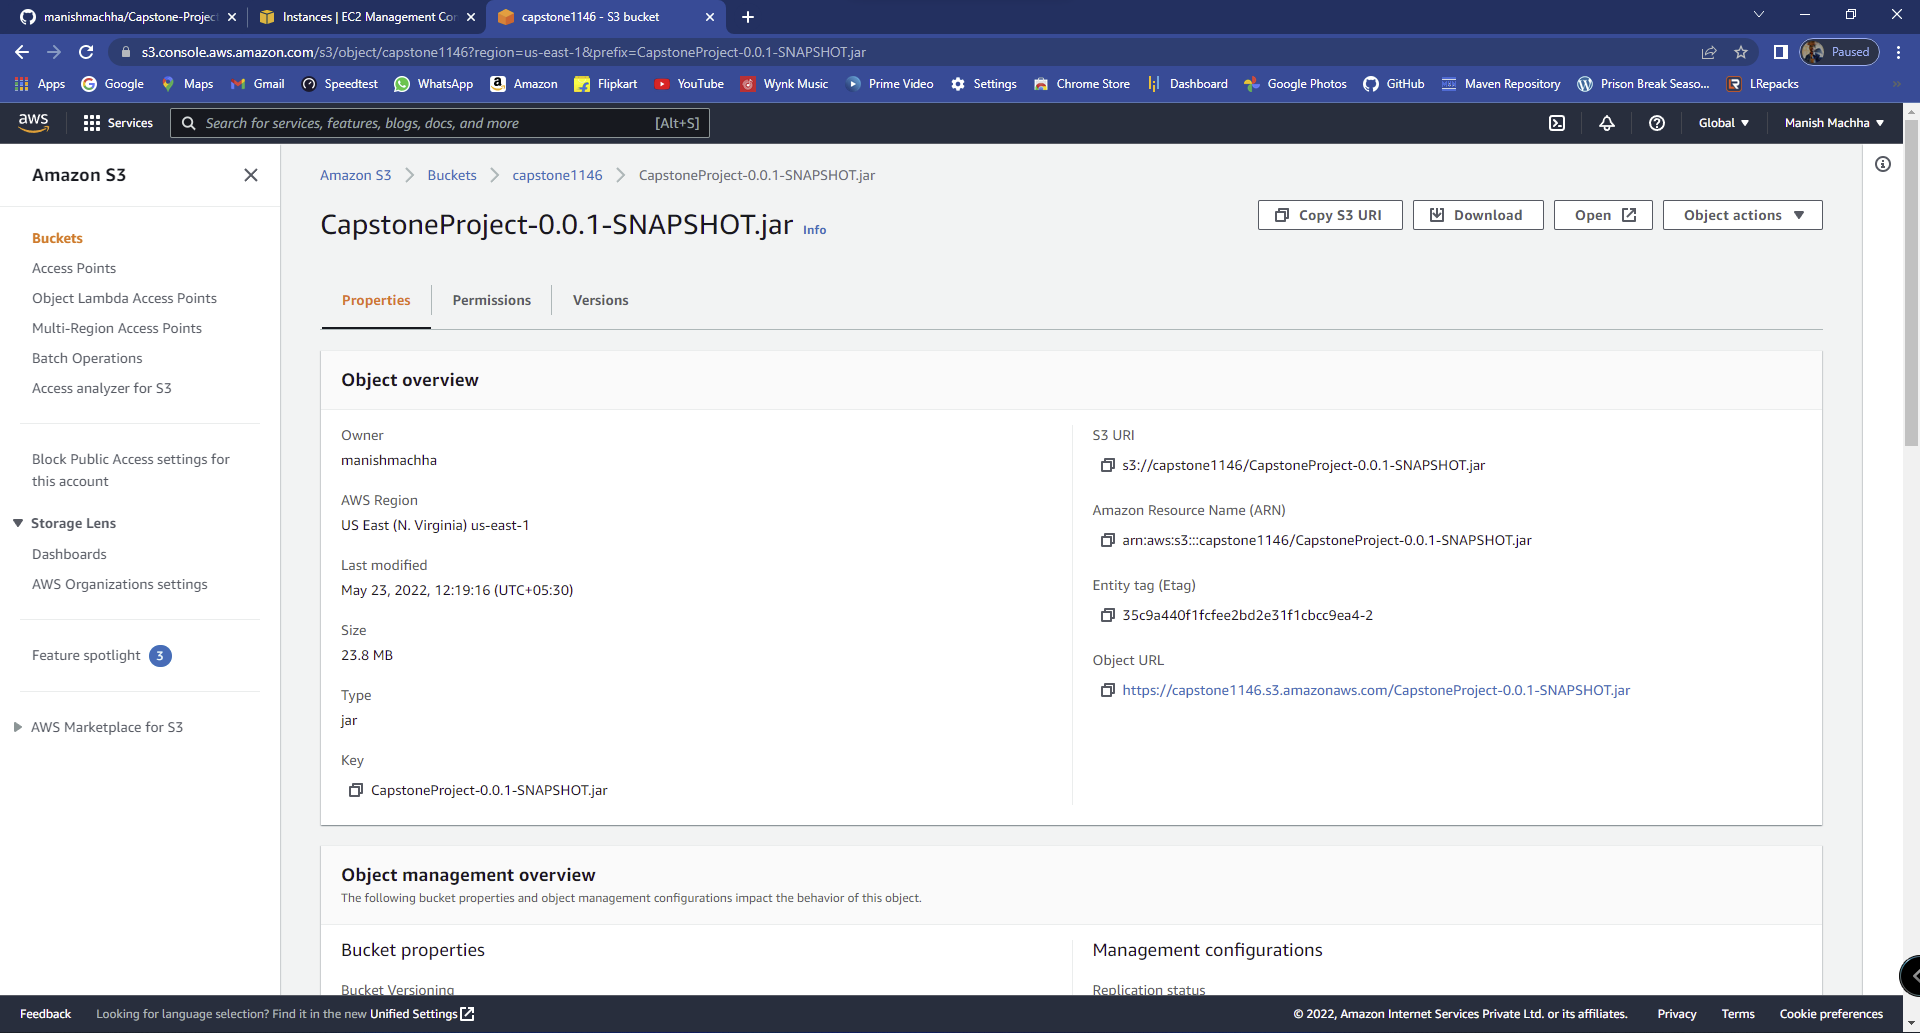 manishmachha/Capstone-Project
Instances | EC2 Management Con
capstone1146 - S3 bucket
s3.console.aws.amazon.com/s3/object/capstone1146?region=us-east-1&prefix=CapstoneProject-0.0.1-SNAPSHOT.jar
Paused
Apps Google Maps Gmail Speedtest WhatsApp Amazon Flipkart YouTube Wynk Music Prime Video Settings Chrome Store Dashboard Google Photos GitHub Maven Repository Prison Break Seaso... LRepacks
aws Services Search for services, features, blogs, docs, and more [Alt+S] Global Manish Machha
Amazon S3
Buckets
Access Points
Object Lambda Access Points
Multi-Region Access Points
Batch Operations
Access analyzer for S3
Block Public Access settings for
this account
Storage Lens
Dashboards
AWS Organizations settings
Feature spotlight 3
AWS Marketplace for S3
Amazon S3 Buckets capstone1146 CapstoneProject-0.0.1-SNAPSHOT.jar
CapstoneProject-0.0.1-SNAPSHOT.jar Info
Copy S3 URI Download Open Object actions
Properties Permissions Versions
Object overview
Owner
manishmachha
AWS Region
US East (N. Virginia) us-east-1
Last modified
May 23, 2022, 12:19:16 (UTC+05:30)
Size
23.8 MB
Type
jar
Key
CapstoneProject-0.0.1-SNAPSHOT.jar
S3 URI
s3://capstone1146/CapstoneProject-0.0.1-SNAPSHOT.jar
Amazon Resource Name (ARN)
arn:aws:s3:::capstone1146/CapstoneProject-0.0.1-SNAPSHOT.jar
Entity tag (Etag)
35c9a440f1fcfee2bd2e31f1cbcc9ea4-2
Object URL
https://capstone1146.s3.amazonaws.com/CapstoneProject-0.0.1-SNAPSHOT.jar
Object management overview
The following bucket properties and object management configurations impact the behavior of this object.
Bucket properties
Bucket Versioning
Management configurations
Replication status
Feedback Looking for language selection? Find it in the new Unified Settings © 2022, Amazon Internet Services Private Ltd. or its affiliates. Privacy Terms Cookie preferences